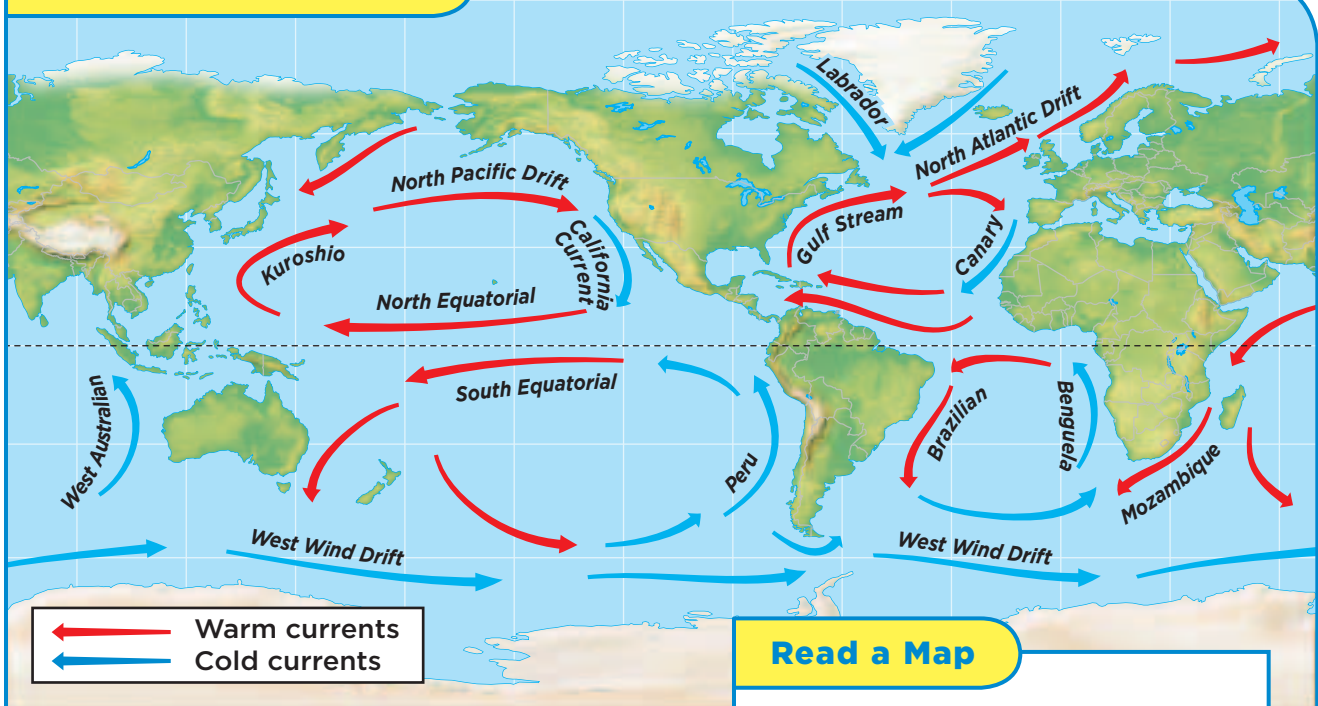 Labrador
North Atlantic Drift
North Pacific Drift
Gulf Stream
Kuroshio
California
Current
Canary
North Equatorial
South Equatorial
West Australian
Brazilian
Benguela
Peru
Mozambique
West Wind Drift
West Wind Drift
Warm currents
Cold currents
Read a Map